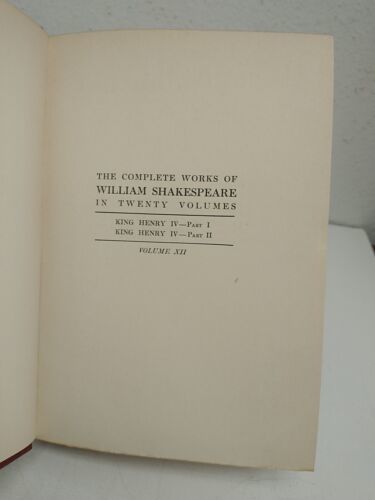 THE COMPLETE WORKS OF
WILLIAM SHAKESPEARE
IN TWENTY VOLUMES
KING HENRY IV—PART I
KING HENRY IV—PART II
VOLUME XII